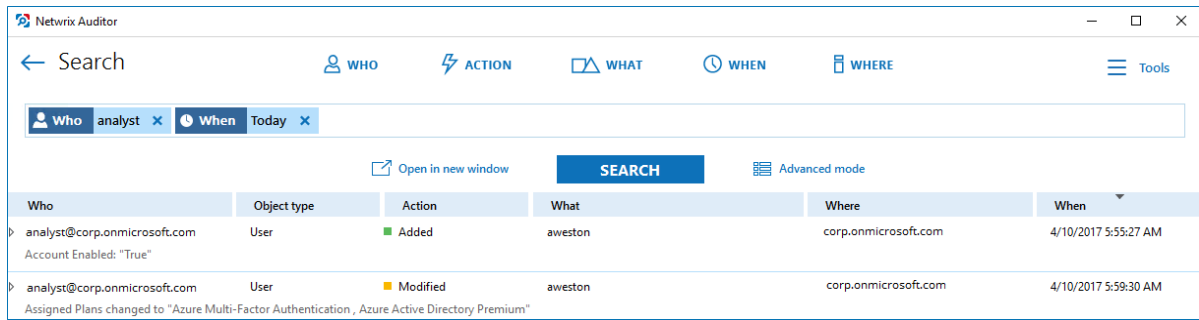 Netwrix Auditor
Search WHO ACTION WHAT WHEN WHERE Tools
Who analyst When Today
Open in new window SEARCH Advanced mode
Who Object type Action What Where When
analyst@corp.onmicrosoft.com User Added aweston corp.onmicrosoft.com 4/10/2017 5:55:27 AM
Account Enabled: "True"
analyst@corp.onmicrosoft.com User Modified aweston corp.onmicrosoft.com 4/10/2017 5:59:30 AM
Assigned Plans changed to "Azure Multi-Factor Authentication , Azure Active Directory Premium"